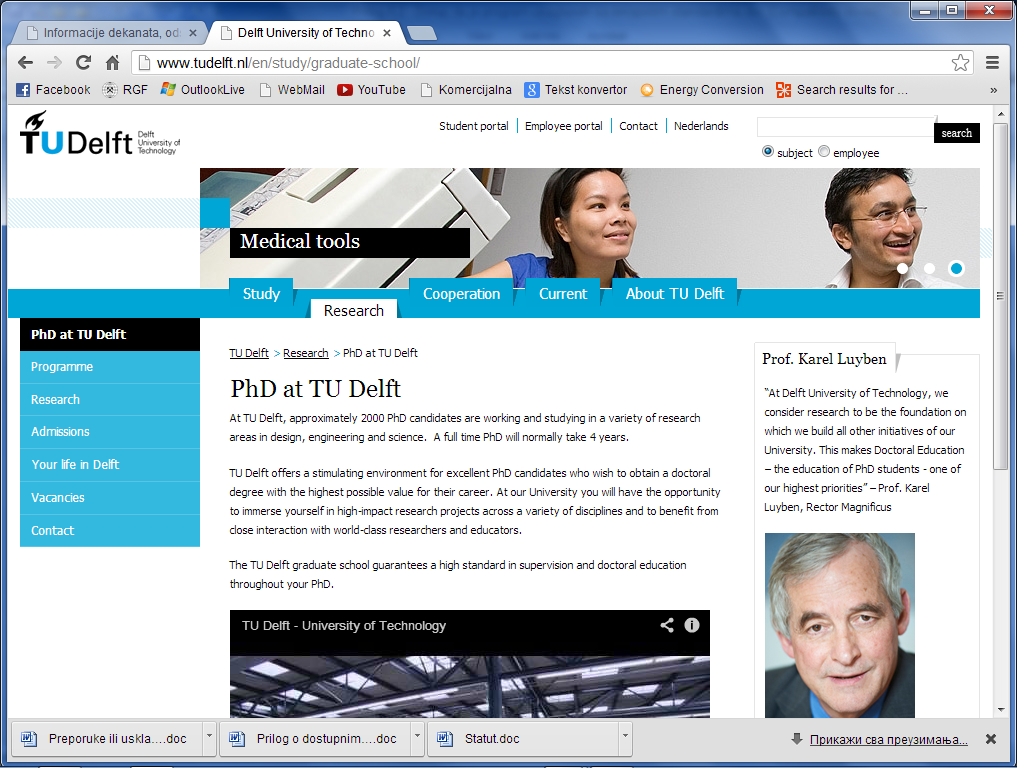 Informacije dekanata, od
Delft University of Techno
www.tudelft.nl/en/study/graduate-school/
Facebook RGF OutlookLive WebMail YouTube Komercijalna Tekst konvertor Energy Conversion Search results for ... »
TU Delft Delft University of Technology
Student portal Employee portal Contact Nederlands
search
subject employee
Medical tools
Study Research Cooperation Current About TU Delft
PhD at TU Delft
Programme
Research
Admissions
Your life in Delft
Vacancies
Contact
TU Delft > Research > PhD at TU Delft
PhD at TU Delft
At TU Delft, approximately 2000 PhD candidates are working and studying in a variety of research
areas in design, engineering and science. A full time PhD will normally take 4 years.
TU Delft offers a stimulating environment for excellent PhD candidates who wish to obtain a doctoral
degree with the highest possible value for their career. At our University you will have the opportunity
to immerse yourself in high-impact research projects across a variety of disciplines and to benefit from
close interaction with world-class researchers and educators.
The TU Delft graduate school guarantees a high standard in supervision and doctoral education
throughout your PhD.
TU Delft - University of Technology
Prof. Karel Luyben
“At Delft University of Technology, we
consider research to be the foundation on
which we build all other initiatives of our
University. This makes Doctoral Education
– the education of PhD students - one of
our highest priorities” – Prof. Karel
Luyben, Rector Magnificus
Preporuke ili uskla....doc
Prilog o dostupnim....doc
Statut.doc
Прикажи сва преузимања...